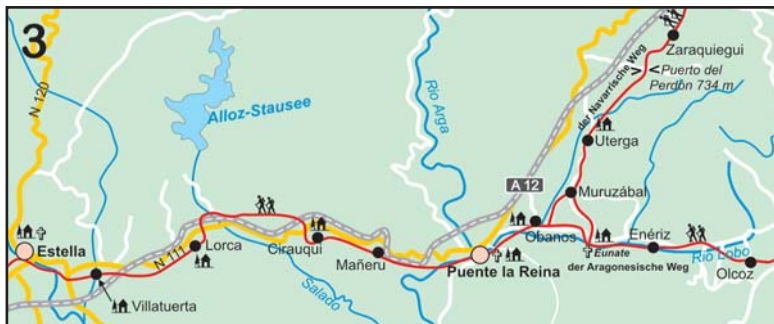 3
N 120
Alloz-Stausee
Rio Arga
der Navarrische Weg
Zaraquiegui
Puerto del
Perdón 734 m
Uterga
A 12
Muruzábal
Estella
N 111
Lorca
Cirauqui
Mañeru
Puente la Reina
Obanos
Enériz
Eunate
der Aragonesische Weg
Rio Lobo
Olcoz
Villatuerta
Salado